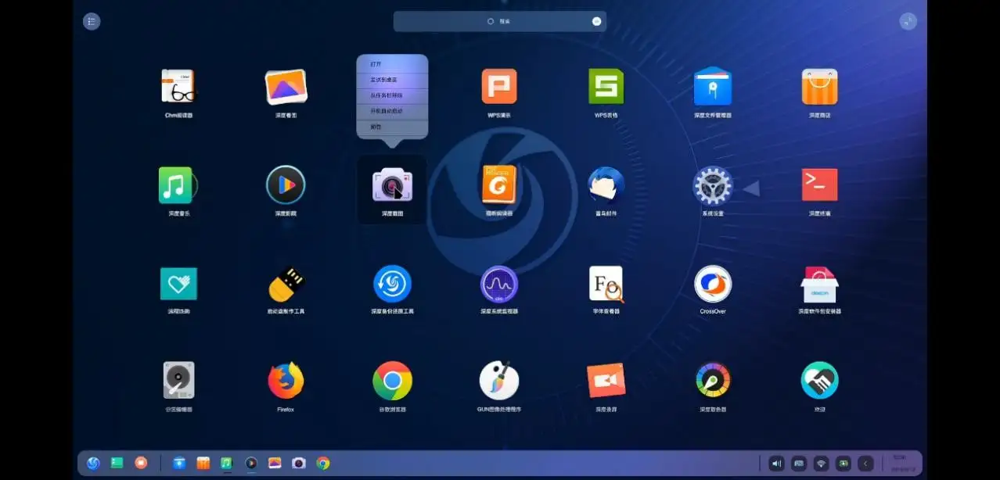 搜索
打开
发送到桌面
从任务栏移除
开机自动启动
卸载
Chm阅读器
深度看图
WPS演示
WPS表格
深度文件管理器
深度商店
深度音乐
深度影院
深度截图
福昕阅读器
雷鸟邮件
系统设置
深度终端
远程协助
启动盘制作工具
深度备份还原工具
深度系统监视器
字体查看器
CrossOver
深度软件包安装器
deepin
分区编辑器
Firefox
谷歌浏览器
GUN图像处理程序
深度录屏
深度取色器
欢迎